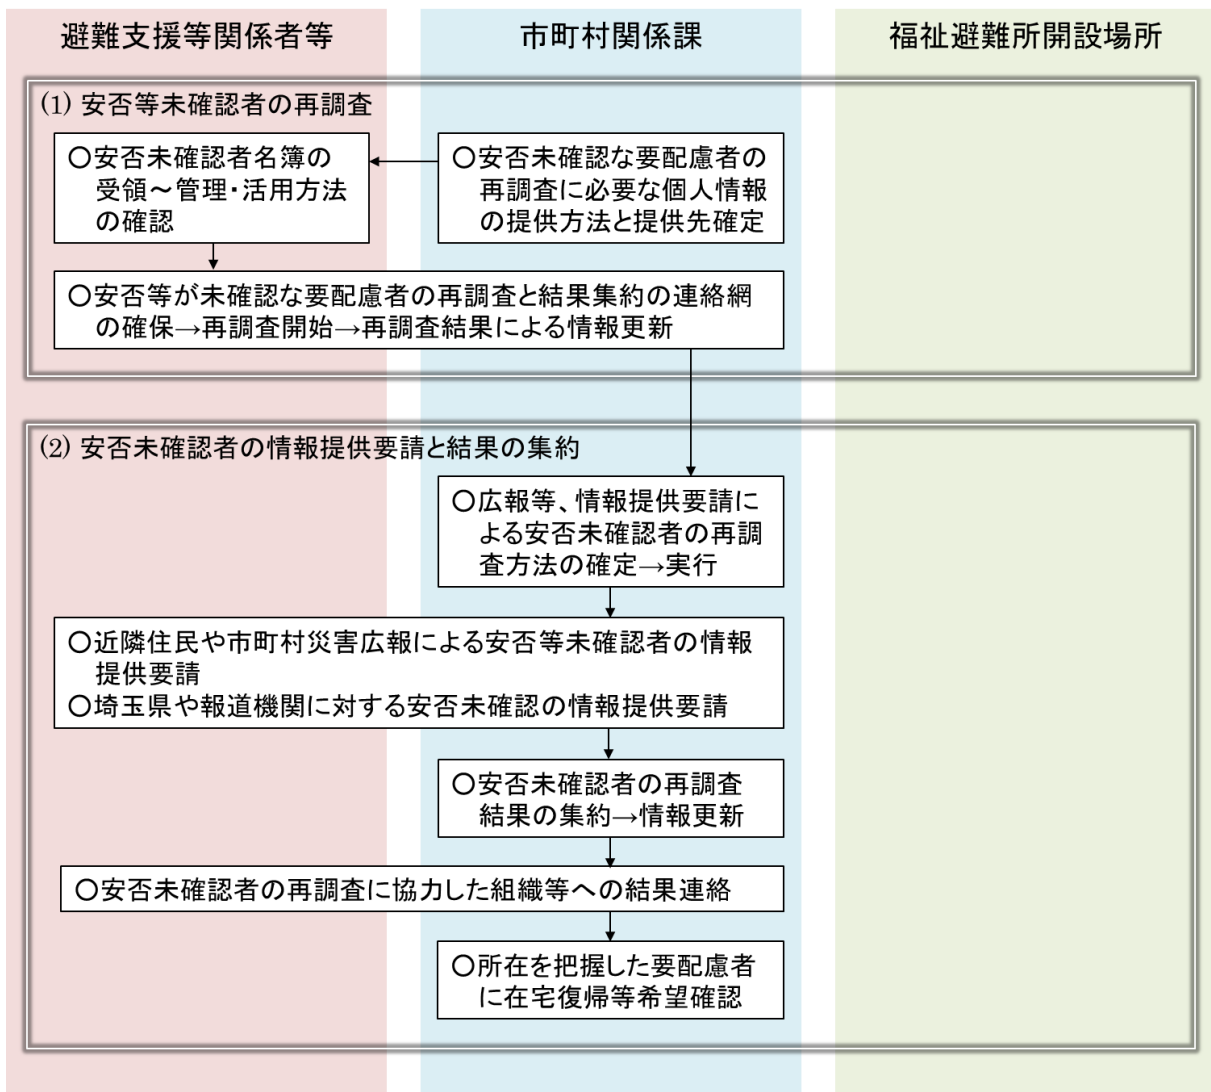 避難支援等関係者等
市町村関係課
福祉避難所開設場所
(1) 安否等未確認者の再調査
○安否未確認者名簿の
受領～管理・活用方法
の確認
○安否未確認な要配慮者の
再調査に必要な個人情報
の提供方法と提供先確定
○安否等が未確認な要配慮者の再調査と結果集約の連絡網
の確保→再調査開始→再調査結果による情報更新
(2) 安否未確認者の情報提供要請と結果の集約
○広報等、情報提供要請に
よる安否未確認者の再調
査方法の確定→実行
○近隣住民や市町村災害広報による安否等未確認者の情報
提供要請
○埼玉県や報道機関に対する安否未確認の情報提供要請
○安否未確認者の再調査
結果の集約→情報更新
○安否未確認者の再調査に協力した組織等への結果連絡
○所在を把握した要配慮者
に在宅復帰等希望確認